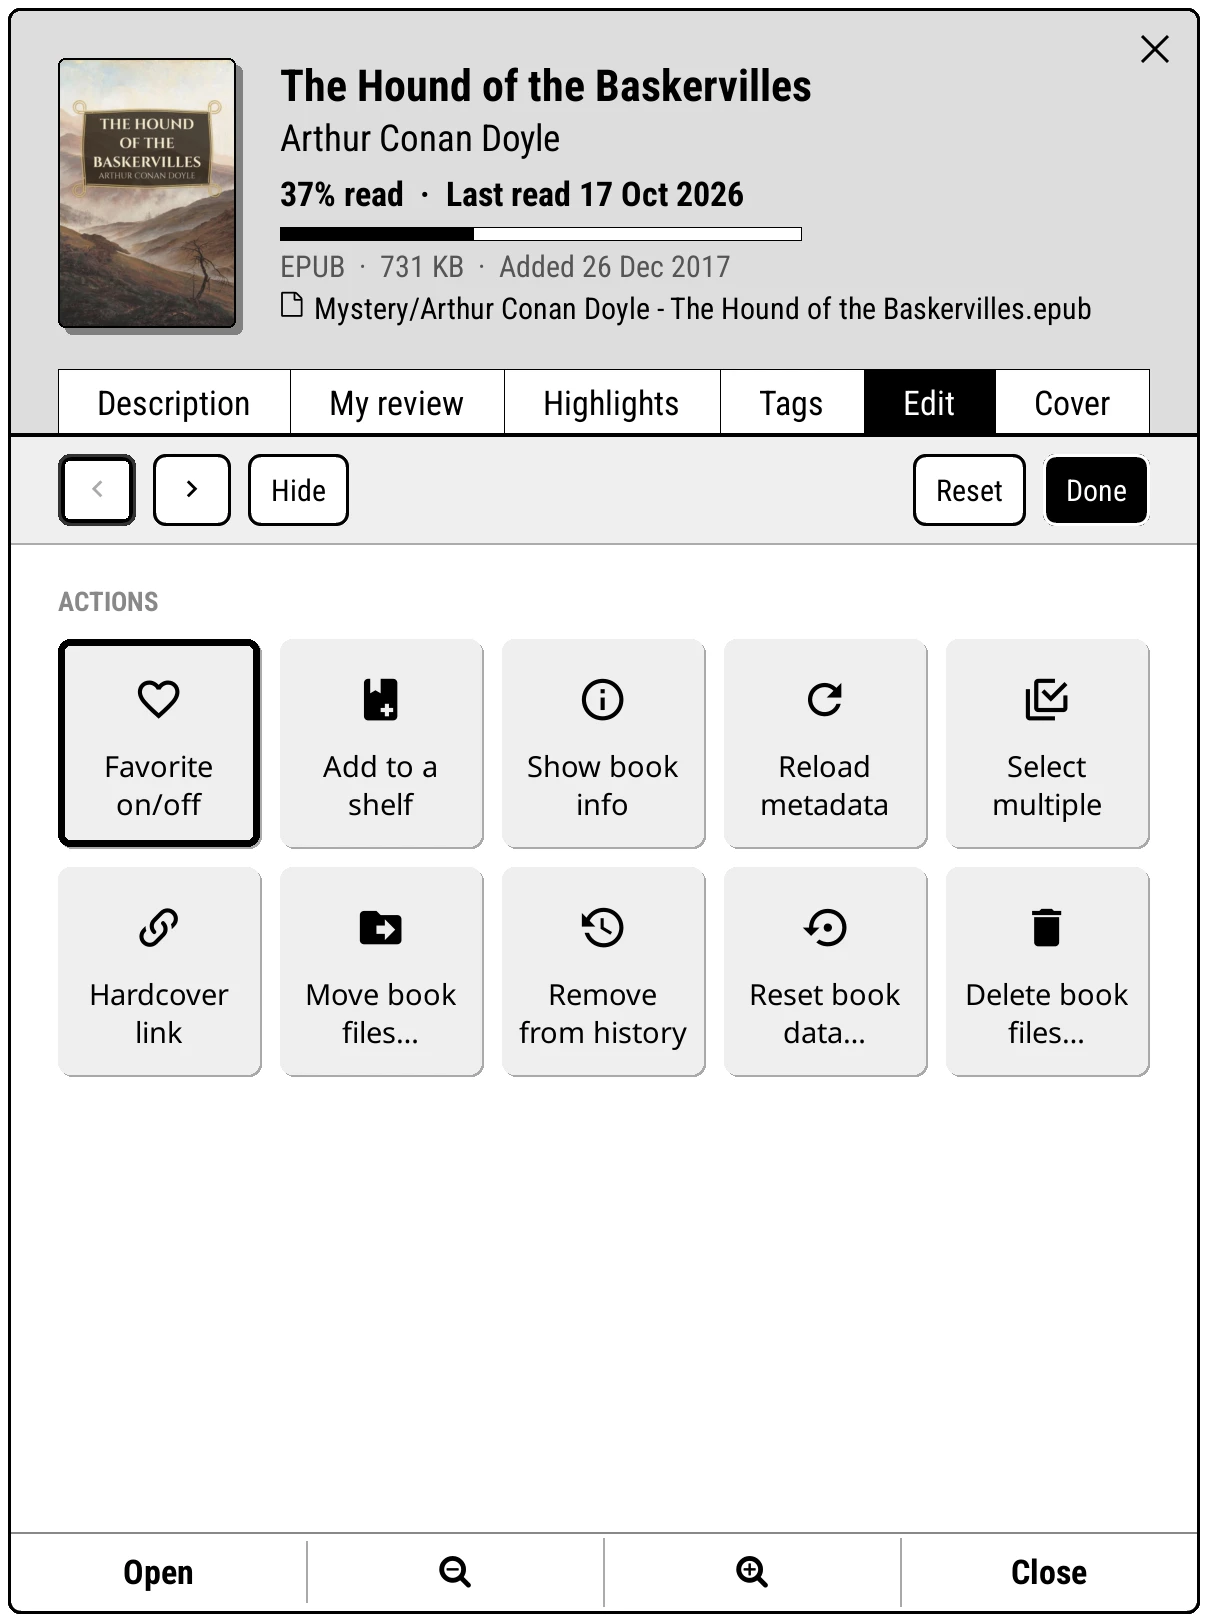 THE HOUND
OF THE
BASKERVILLES
ARTHUR CONAN DOYLE
The Hound of the Baskervilles
Arthur Conan Doyle
37% read · Last read 17 Oct 2026
EPUB · 731 KB · Added 26 Dec 2017
Mystery/Arthur Conan Doyle - The Hound of the Baskervilles.epub
Description My review Highlights Tags Edit Cover
Hide Reset Done
ACTIONS
Favorite
on/off
Add to a
shelf
Show book
info
Reload
metadata
Select
multiple
Hardcover
link
Move book
files...
Remove
from history
Reset book
data...
Delete book
files...
Open Close